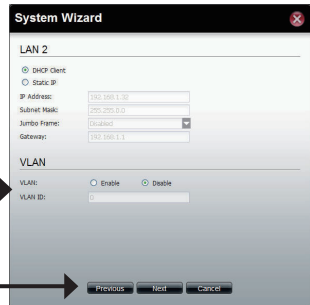 System Wizard
LAN 2
DHCP Client
Static IP
IP Address: 192.168.1.32
Subnet Mask: 255.255.0.0
Jumbo Frame: Disabled
Gateway: 192.168.1.1
VLAN
VLAN: Enable Disable
VLAN ID: 0
Previous Next Cancel